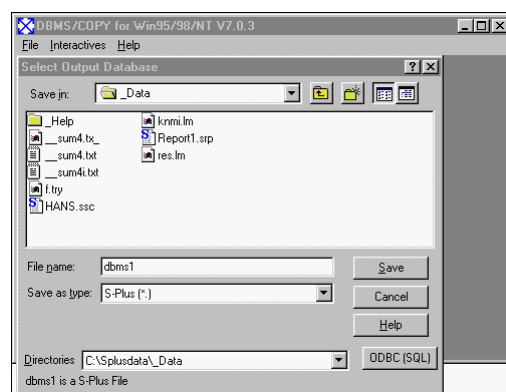 DBMS/COPY for Win95/98/NT V7.0.3
File Interactives Help
Select Output Database
Save in: _Data
_Help
__sum4.tx_
__sum4.txt
__sum4i.txt
f.try
HANS.ssc
knmi.lm
Report1.srp
res.lm
File name: dbms1 Save
Save as type: S-Plus (*.) Cancel
Help
Directories C:\Splusdata\_Data ODBC (SQL)
dbms1 is a S-Plus File